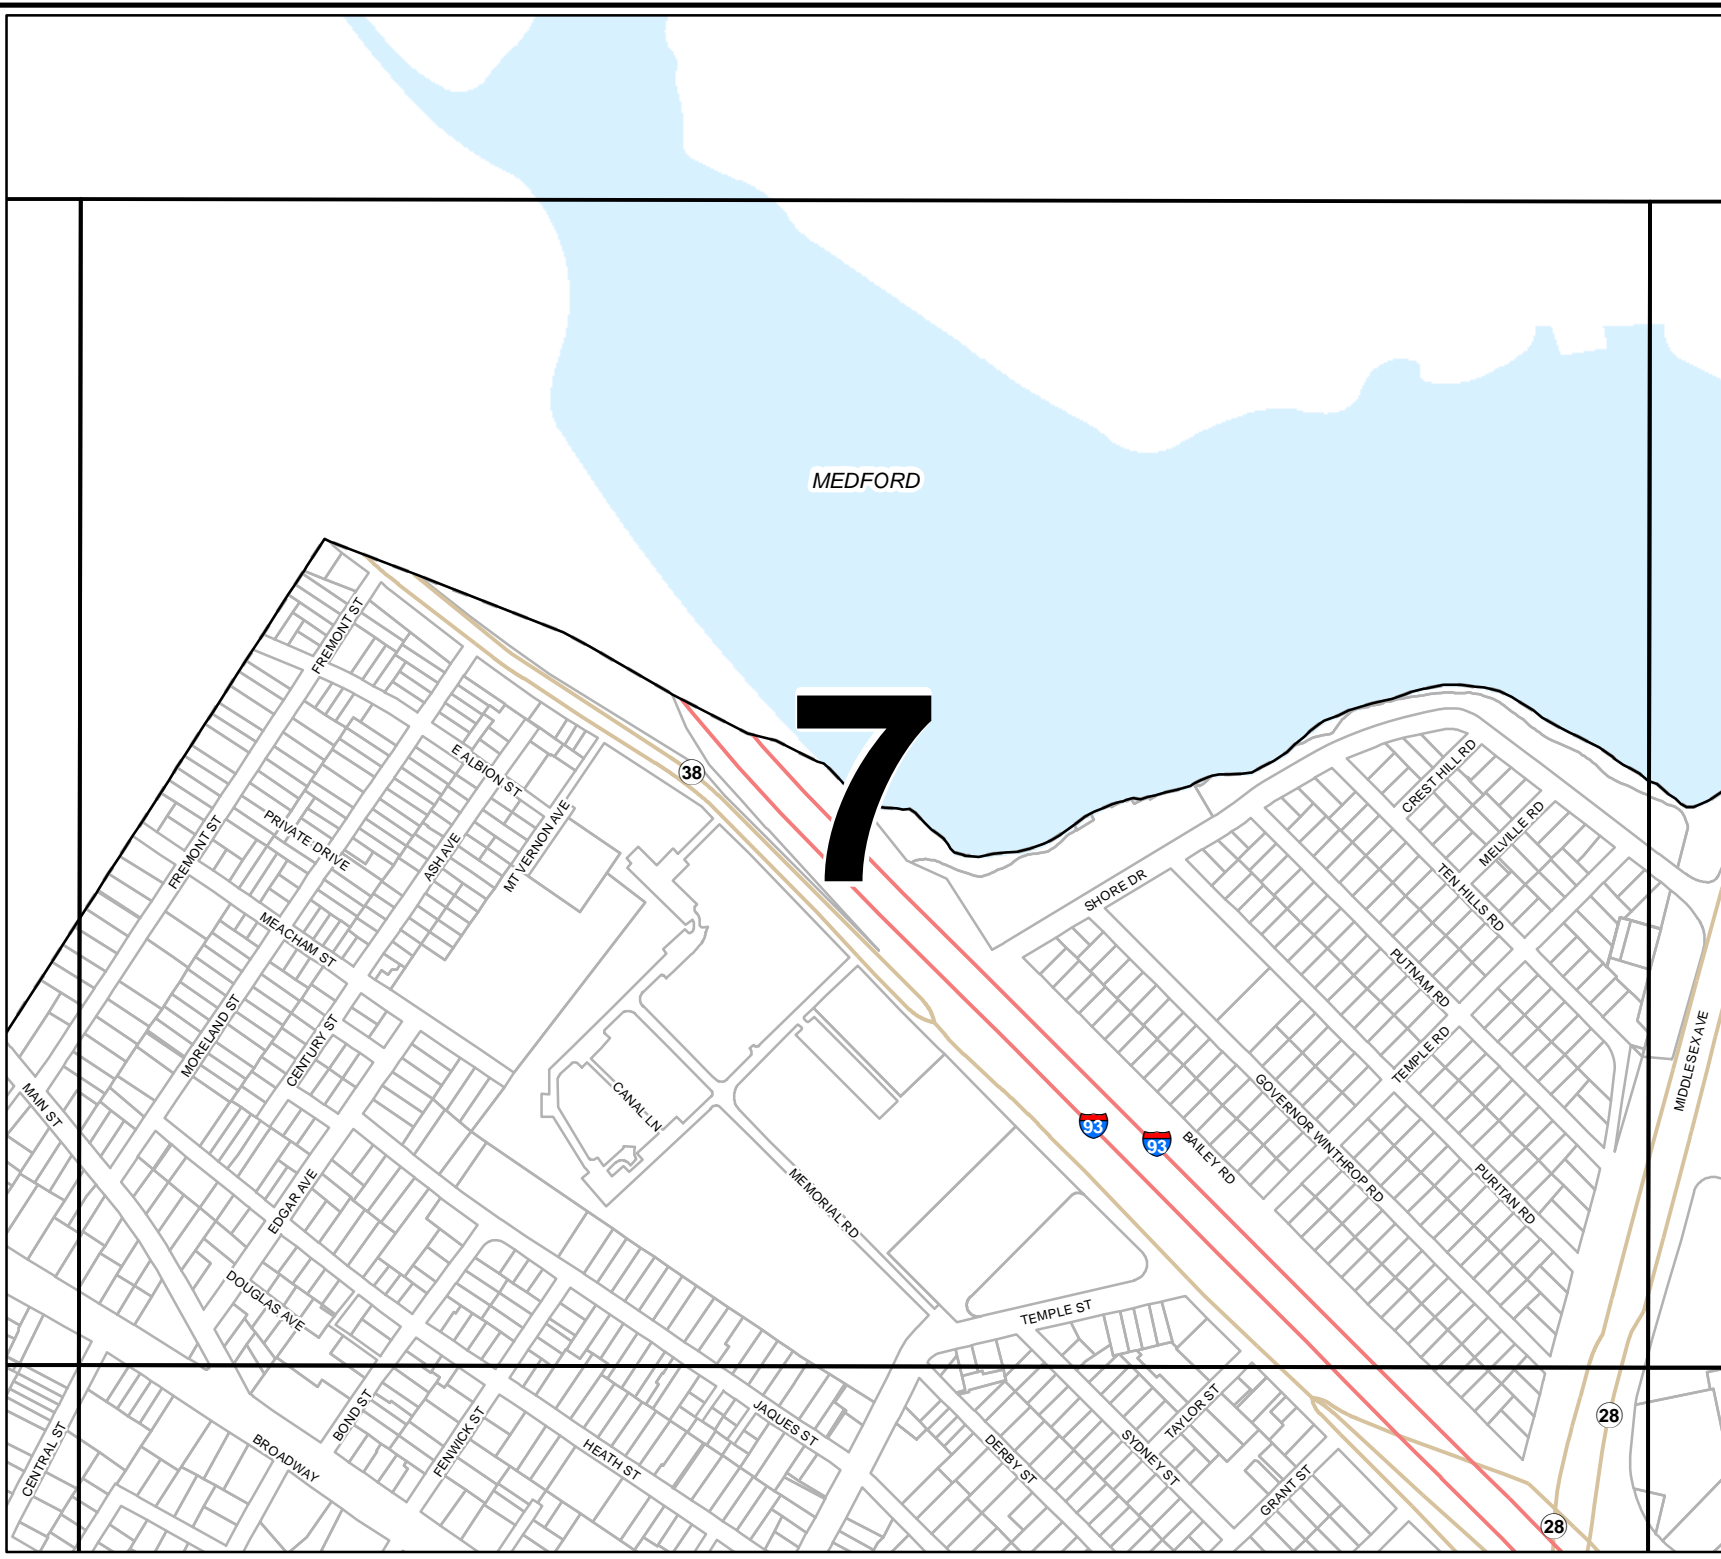 MEDFORD
7
FREMONT ST
38
E ALBION ST
CREST HILL RD
MELVILLE RD
FREMONT ST
PRIVATE DRIVE
ASH AVE
MT VERNON AVE
SHORE DR
TEN HILLS RD
MEACHAM ST
PUTNAM RD
MORELAND ST
CENTURY ST
TEMPLE RD
MIDDLESEX AVE
MAIN ST
CANAL LN
93
93
BAILEY RD
GOVERNOR WINTHROP RD
PURITAN RD
EDGAR AVE
MEMORIAL RD
DOUGLAS AVE
TEMPLE ST
BOND ST
JAQUES ST
TAYLOR ST
28
CENTRAL ST
BROADWAY
FENWICK ST
HEATH ST
DERBY ST
SYDNEY ST
GRANT ST
28